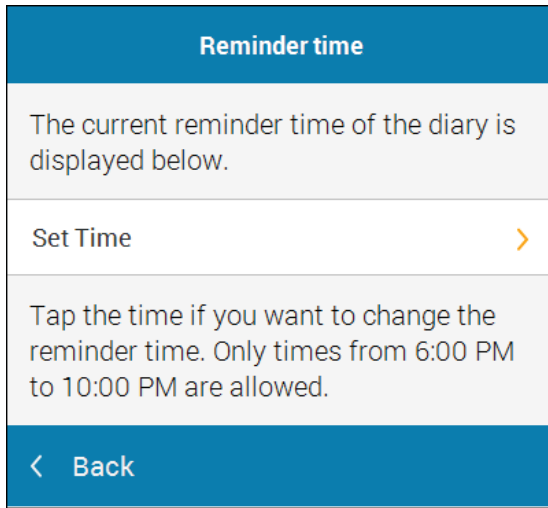 Reminder time
The current reminder time of the diary is
displayed below.
Set Time
Tap the time if you want to change the
reminder time. Only times from 6:00 PM
to 10:00 PM are allowed.
Back